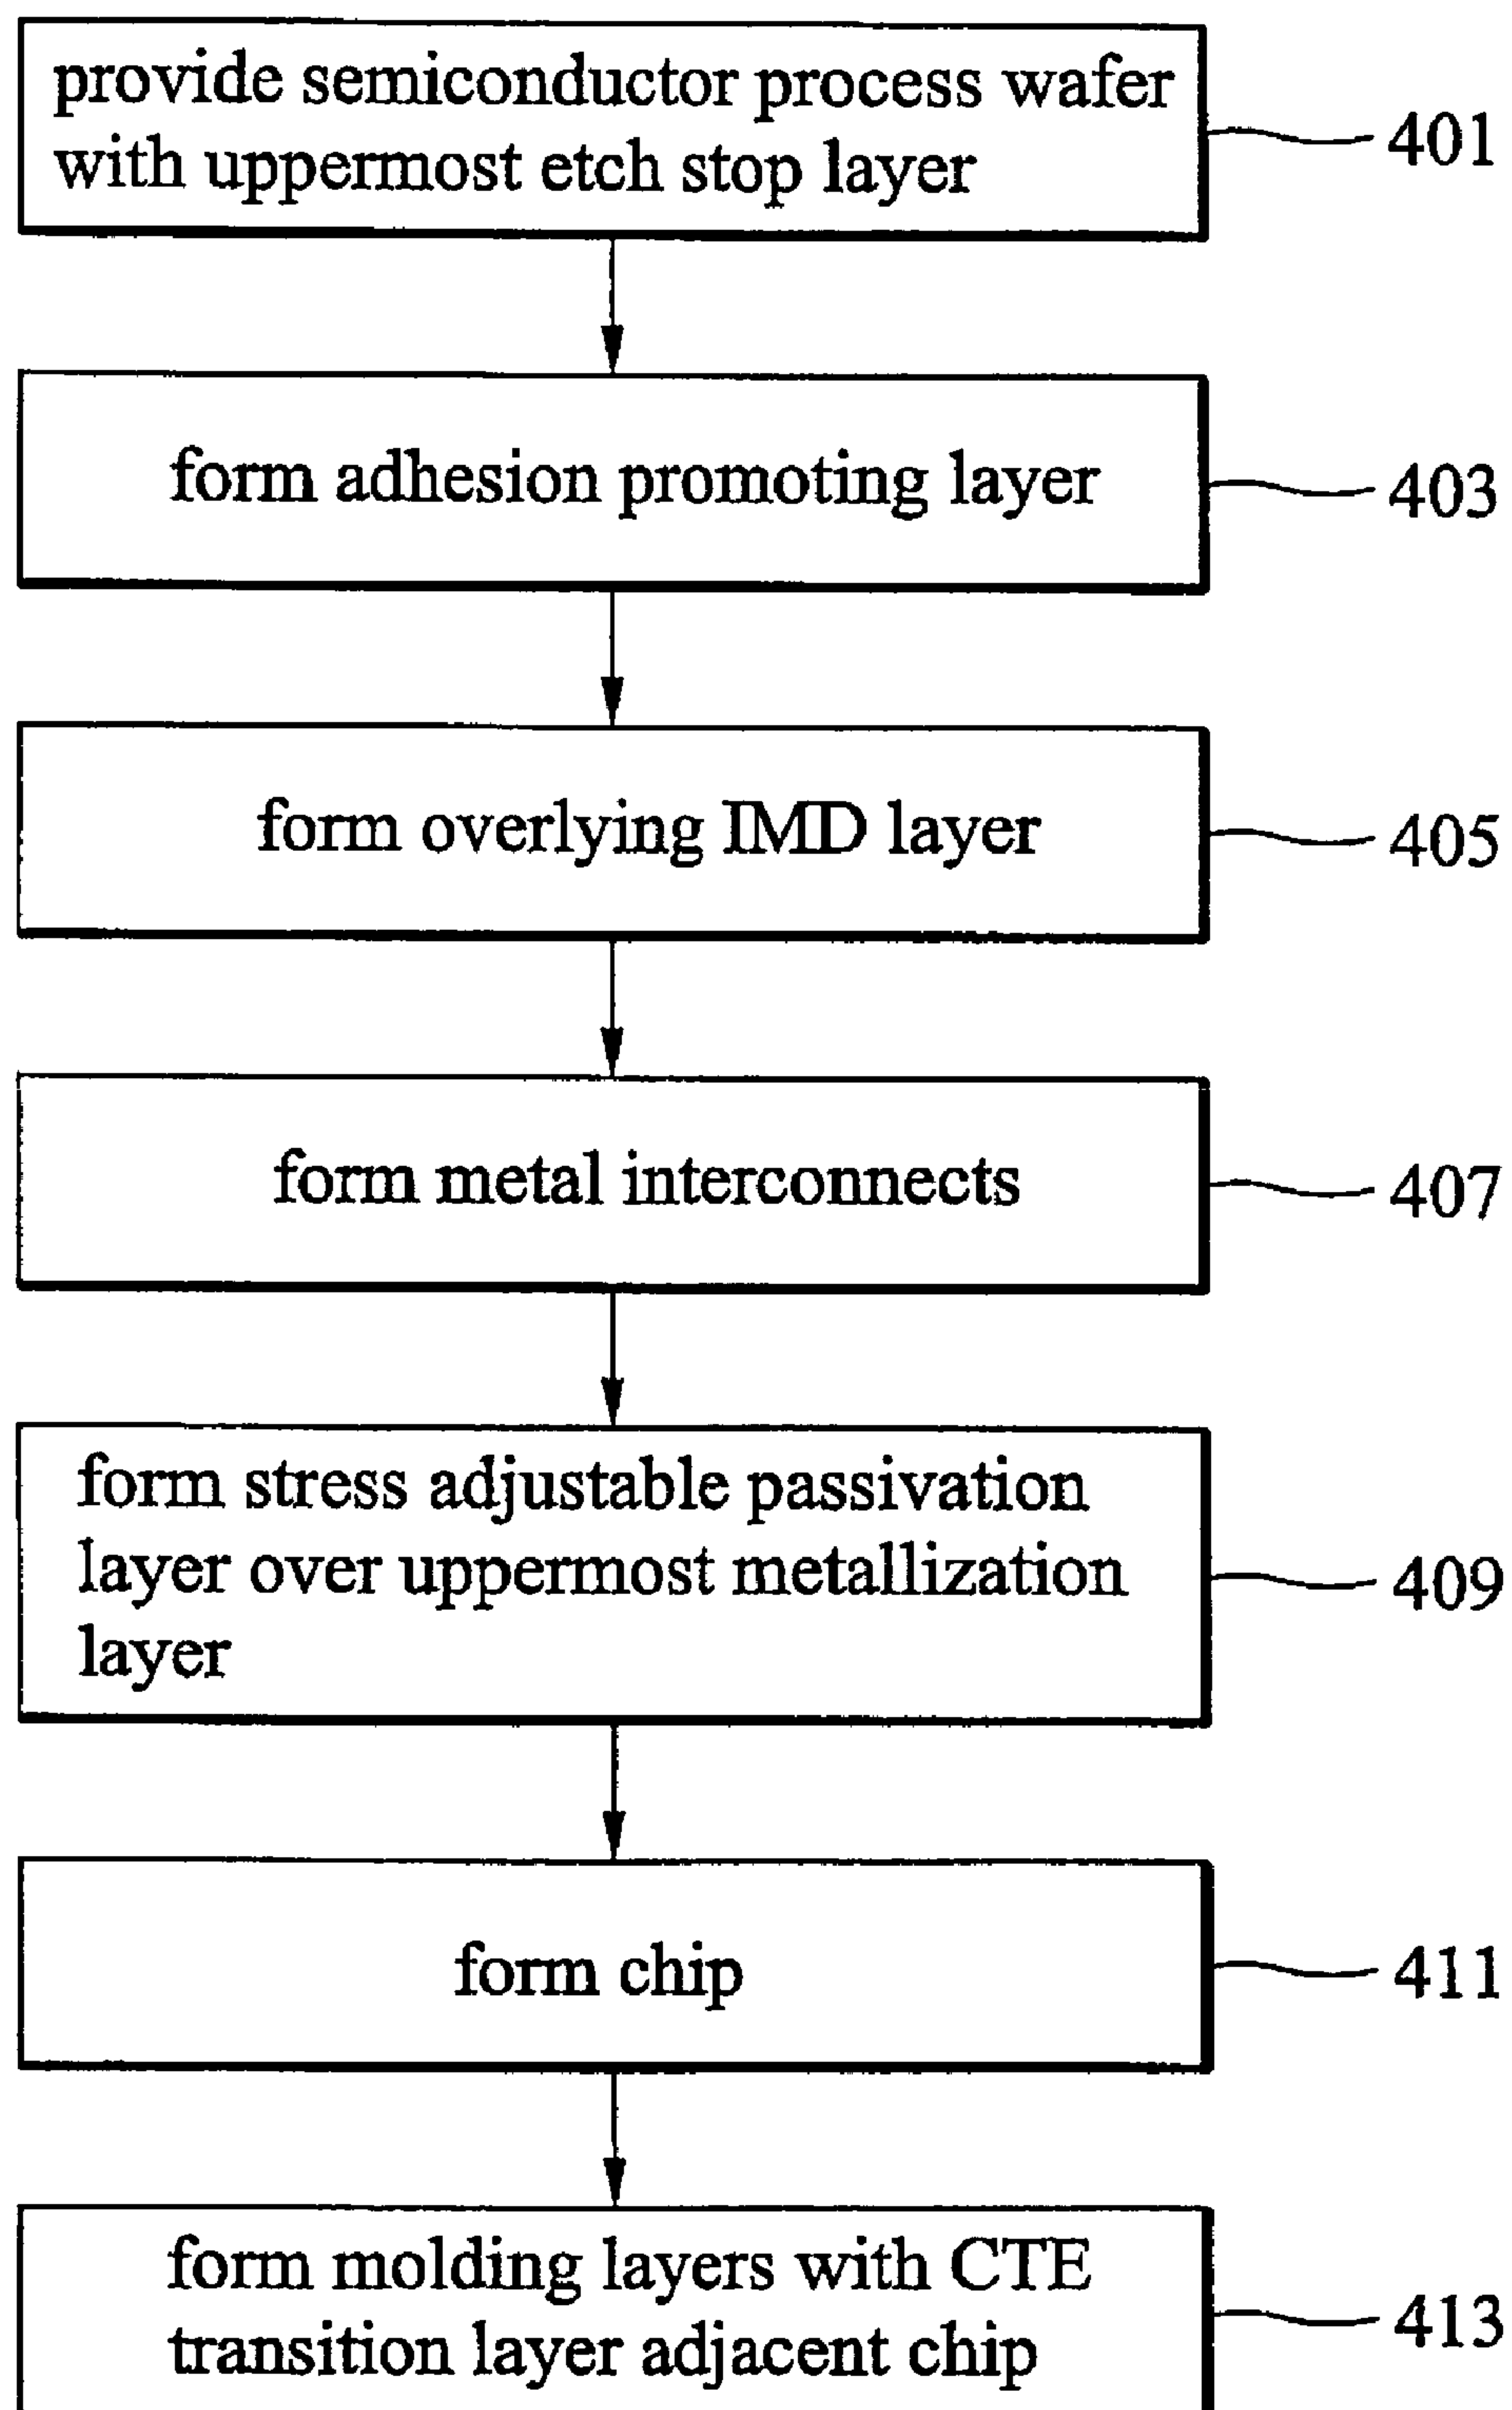 provide semiconductor process wafer
with uppermost etch stop layer
401
form adhesion promoting layer
403
form overlying IMD layer
405
form metal interconnects
407
form stress adjustable passivation
layer over uppermost metallization
layer
409
form chip
411
form molding layers with CTE
transition layer adjacent chip
413